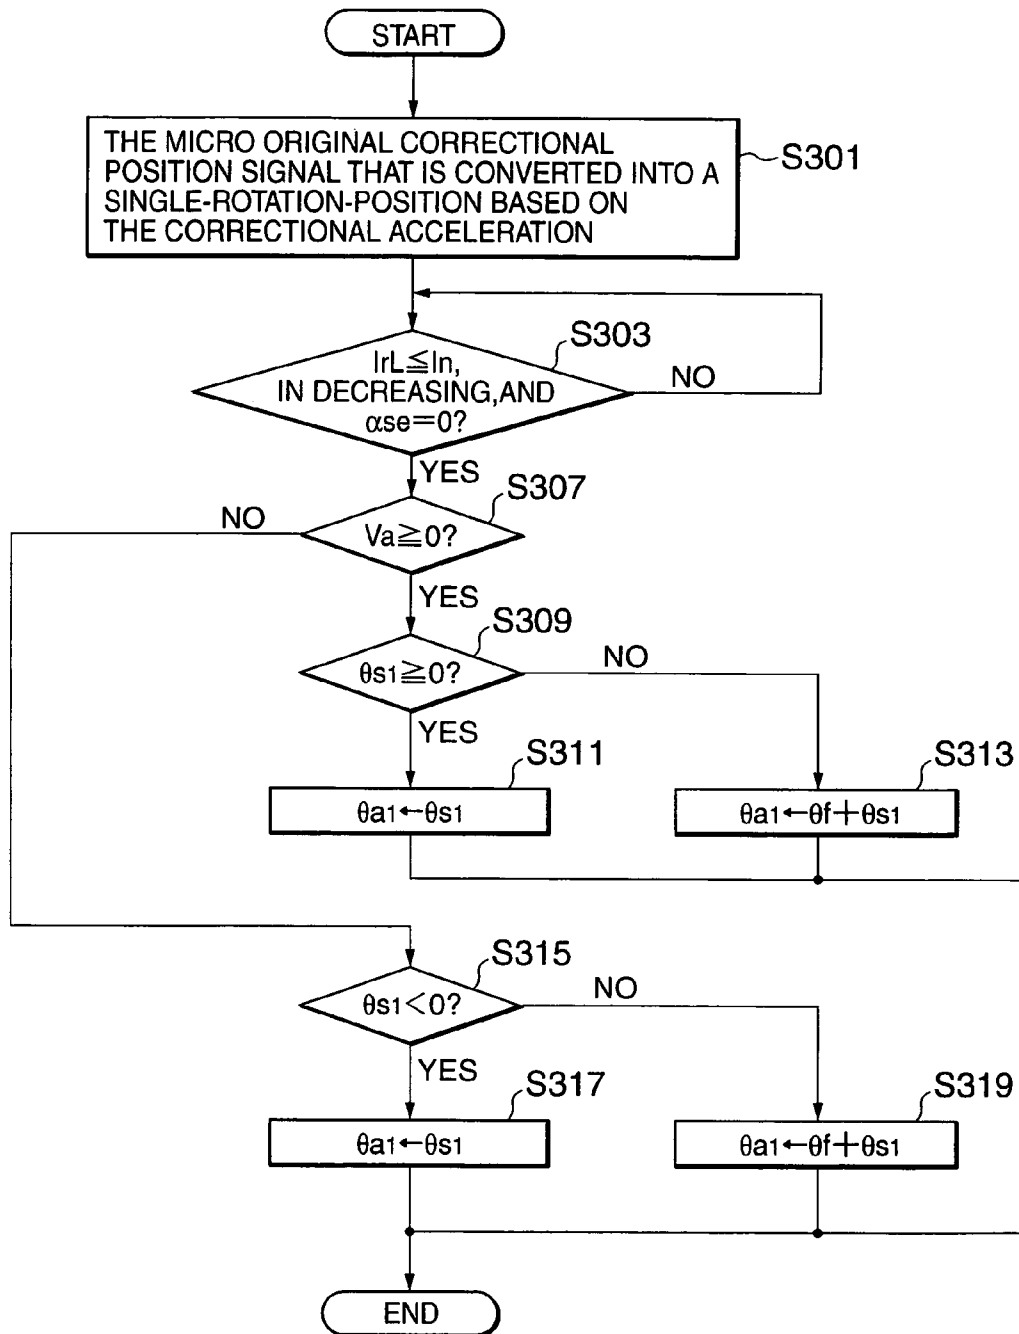 START
THE MICRO ORIGINAL CORRECTIONAL
POSITION SIGNAL THAT IS CONVERTED INTO A
SINGLE-ROTATION-POSITION BASED ON
THE CORRECTIONAL ACCELERATION
S301
S303
IrL≦In,
IN DECREASING,AND
αse=0?
NO
YES
S307
NO
Va≧0?
YES
S309
θs1≧0?
NO
YES
S311
θa1←θs1
S313
θa1←θf+θs1
S315
θs1<0?
NO
YES
S317
θa1←θs1
S319
θa1←θf+θs1
END